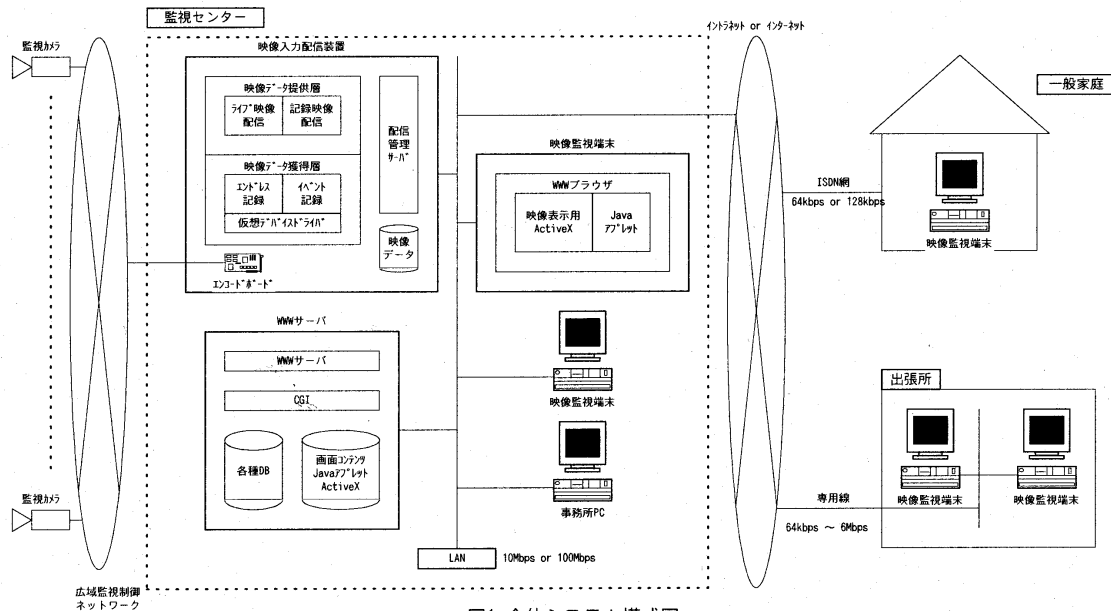 監視センター
監視ｶﾒﾗ
監視ｶﾒﾗ
広域監視制御
ネットワーク
映像入力配信装置
映像ﾃﾞｰﾀ提供層
ﾗｲﾌﾞ映像
配信
記録映像
配信
映像ﾃﾞｰﾀ獲得層
ｴﾝﾄﾞﾚｽ
記録
ｲﾍﾞﾝﾄ
記録
仮想ﾃﾞﾊﾞｲｽﾄﾞﾗｲﾊﾞ
配信
管理
ｻｰﾊﾞ
映像
データ
ｴﾝｺｰﾄﾞﾎﾞｰﾄﾞ
WWWサーバ
WWWサーバ
CGI
各種DB
画面ｺﾝﾃﾝﾂ
Javaｱﾌﾟﾚｯﾄ
ActiveX
映像監視端末
WWWブラウザ
映像表示用
ActiveX
Java
ｱﾌﾟﾚｯﾄ
映像監視端末
事務所PC
LAN
10Mbps or 100Mbps
ｲﾝﾄﾗﾈｯﾄ or ｲﾝﾀｰﾈｯﾄ
一般家庭
ISDN網
64kbps or 128kbps
映像監視端末
出張所
専用線
64kbps ～ 6Mbps
映像監視端末
映像監視端末
図1 全体システム構成図